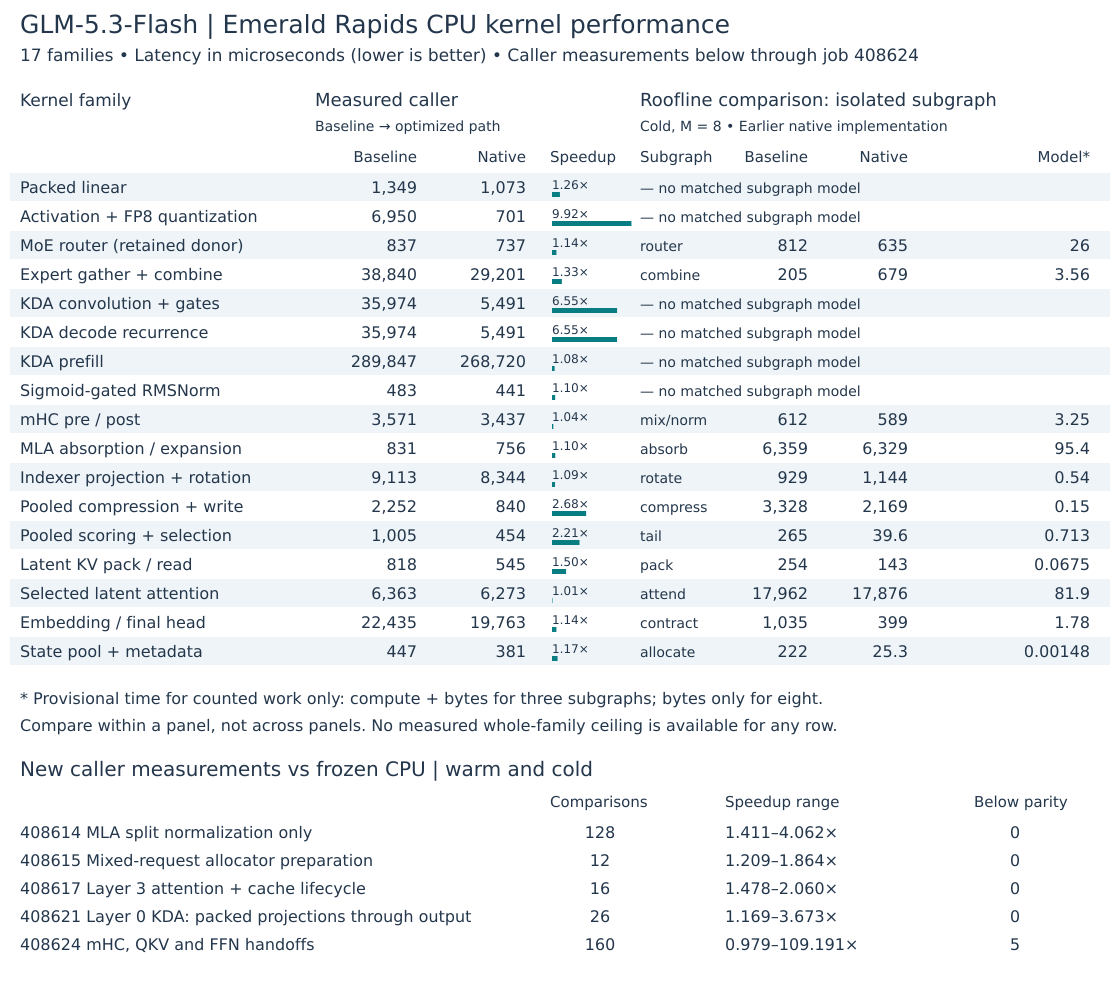 GLM-5.3-Flash | Emerald Rapids CPU kernel performance
17 families • Latency in microseconds (lower is better) • Caller measurements below through job 408624
Kernel family Measured caller Roofline comparison: isolated subgraph
Baseline → optimized path Cold, M = 8 • Earlier native implementation
Baseline Native Speedup Subgraph Baseline Native Model*
Packed linear 1,349 1,073 1.26× — no matched subgraph model
Activation + FP8 quantization 6,950 701 9.92× — no matched subgraph model
MoE router (retained donor) 837 737 1.14× router 812 635 26
Expert gather + combine 38,840 29,201 1.33× combine 205 679 3.56
KDA convolution + gates 35,974 5,491 6.55× — no matched subgraph model
KDA decode recurrence 35,974 5,491 6.55× — no matched subgraph model
KDA prefill 289,847 268,720 1.08× — no matched subgraph model
Sigmoid-gated RMSNorm 483 441 1.10× — no matched subgraph model
mHC pre / post 3,571 3,437 1.04× mix/norm 612 589 3.25
MLA absorption / expansion 831 756 1.10× absorb 6,359 6,329 95.4
Indexer projection + rotation 9,113 8,344 1.09× rotate 929 1,144 0.54
Pooled compression + write 2,252 840 2.68× compress 3,328 2,169 0.15
Pooled scoring + selection 1,005 454 2.21× tail 265 39.6 0.713
Latent KV pack / read 818 545 1.50× pack 254 143 0.0675
Selected latent attention 6,363 6,273 1.01× attend 17,962 17,876 81.9
Embedding / final head 22,435 19,763 1.14× contract 1,035 399 1.78
State pool + metadata 447 381 1.17× allocate 222 25.3 0.00148
* Provisional time for counted work only: compute + bytes for three subgraphs; bytes only for eight.
Compare within a panel, not across panels. No measured whole-family ceiling is available for any row.
New caller measurements vs frozen CPU | warm and cold
Comparisons Speedup range Below parity
408614 MLA split normalization only 128 1.411–4.062× 0
408615 Mixed-request allocator preparation 12 1.209–1.864× 0
408617 Layer 3 attention + cache lifecycle 16 1.478–2.060× 0
408621 Layer 0 KDA: packed projections through output 26 1.169–3.673× 0
408624 mHC, QKV and FFN handoffs 160 0.979–109.191× 5